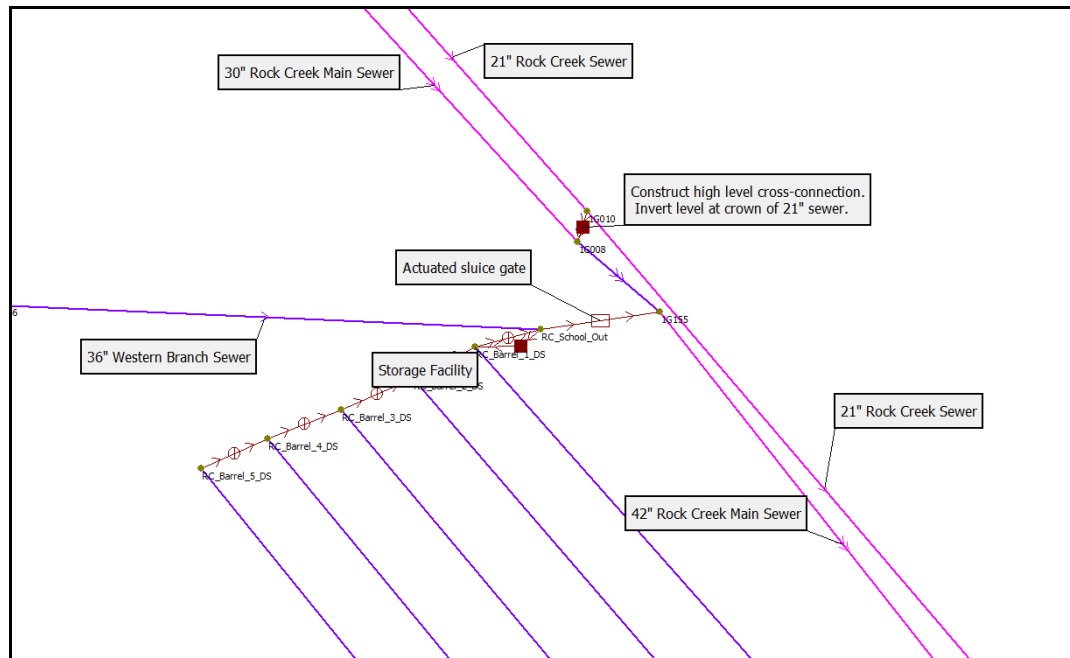 21" Rock Creek Sewer
30" Rock Creek Main Sewer
Construct high level cross-connection.
Invert level at crown of 21" sewer.
1G010
1G008
Actuated sluice gate
6
1G155
RC_School_Out
36" Western Branch Sewer
RC_Barrel_1_DS
Storage Facility
RC_Barrel_3_DS
21" Rock Creek Sewer
RC_Barrel_4_DS
RC_Barrel_5_DS
42" Rock Creek Main Sewer